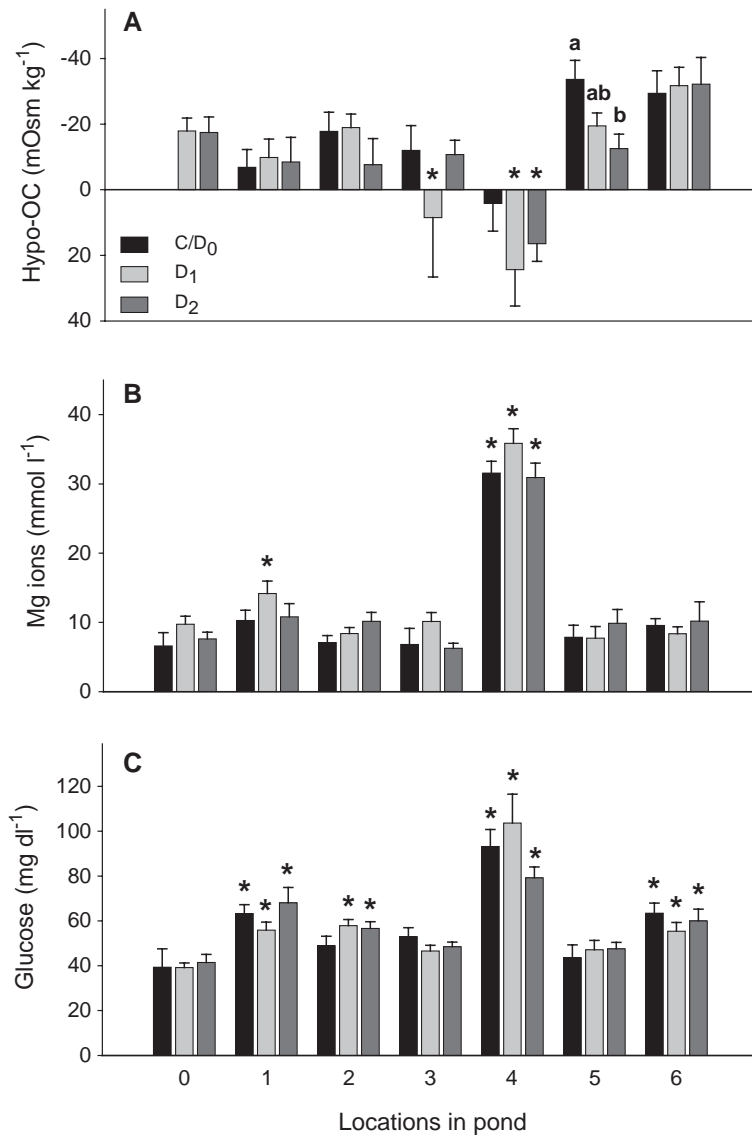 A
Hypo-OC (mOsm kg⁻¹)
-40
-20
0
20
40
a
ab
b
* * *
*
C/D₀
D₁
D₂
B
Mg ions (mmol l⁻¹)
40
30
20
10
0
*
* * *
C
Glucose (mg dl⁻¹)
120
100
80
60
40
20
0
* * *
* *
* * *
* * *
0 1 2 3 4 5 6
Locations in pond